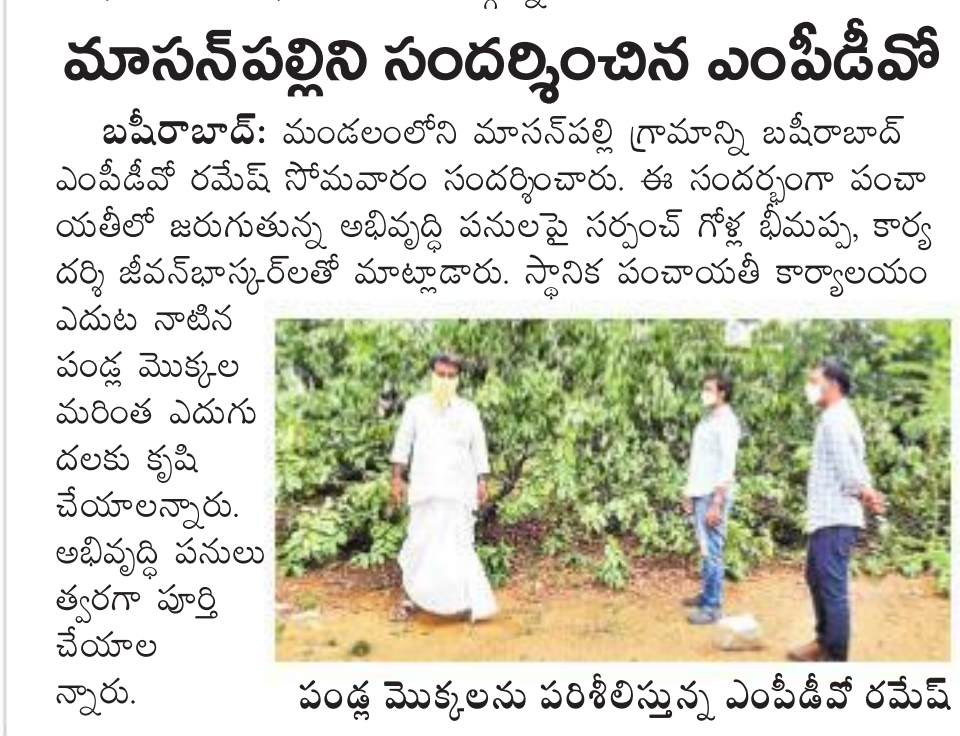 మాసన్‌పల్లిని సందర్శించిన ఎంపీడీవో
బషీరాబాద్: మండలంలోని మాసన్‌పల్లి గ్రామాన్ని బషీరాబాద్
ఎంపీడీవో రమేష్ సోమవారం సందర్శించారు. ఈ సందర్భంగా పంచా
యతీలో జరుగుతున్న అభివృద్ధి పనులపై సర్పంచ్ గోళ్ల భీమప్ప, కార్య
దర్శి జీవన్‌భాస్కర్‌లతో మాట్లాడారు. స్థానిక పంచాయతీ కార్యాలయం
ఎదుట నాటిన
పండ్ల మొక్కల
మరింత ఎదుగు
దలకు కృషి
చేయాలన్నారు.
అభివృద్ధి పనులు
త్వరగా పూర్తి
చేయాల
న్నారు.
పండ్ల మొక్కలను పరిశీలిస్తున్న ఎంపీడీవో రమేష్